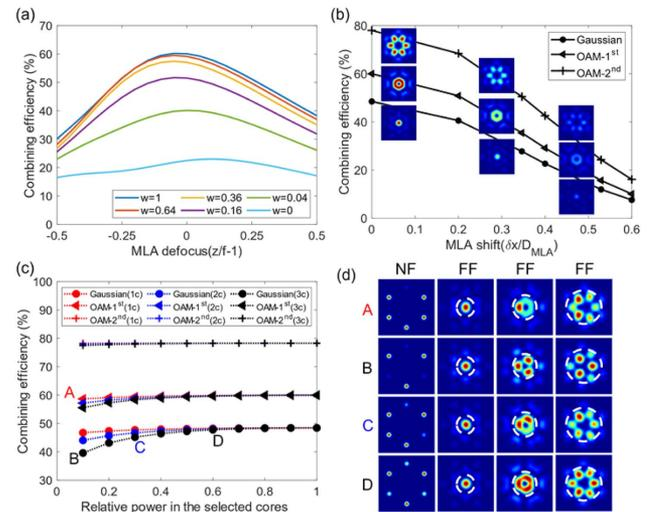 (a)
70
60
50
40
30
20
10
0
Combining efficiency (%)
w=1 w=0.36 w=0.04
w=0.64 w=0.16 w=0
-0.5 -0.25 0 0.25 0.5
MLA defocus(z/f-1)
(b)
80
60
40
20
0
Combining efficiency (%)
Gaussian
OAM-1st
OAM-2nd
0 0.1 0.2 0.3 0.4 0.5 0.6
MLA shift(δx/DMLA)
(c)
100
90
80
70
60
50
40
30
Combining efficiency (%)
Gaussian(1c) Gaussian(2c) Gaussian(3c)
OAM-1st(1c) OAM-1st(2c) OAM-1st(3c)
OAM-2nd(1c) OAM-2nd(2c) OAM-2nd(3c)
A
B
C
D
0 0.2 0.4 0.6 0.8 1
Relative power in the selected cores
(d)
NF FF FF FF
A
B
C
D